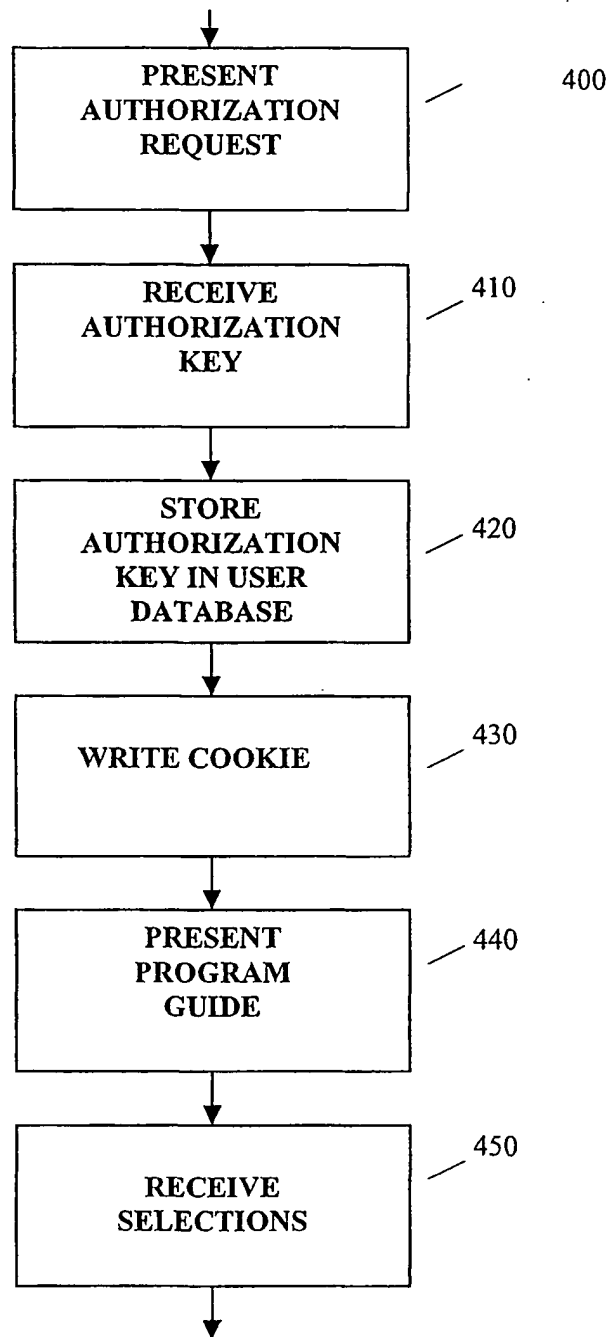 PRESENT
AUTHORIZATION
REQUEST
400
RECEIVE
AUTHORIZATION
KEY
410
STORE
AUTHORIZATION
KEY IN USER
DATABASE
420
WRITE COOKIE
430
PRESENT
PROGRAM
GUIDE
440
RECEIVE
SELECTIONS
450